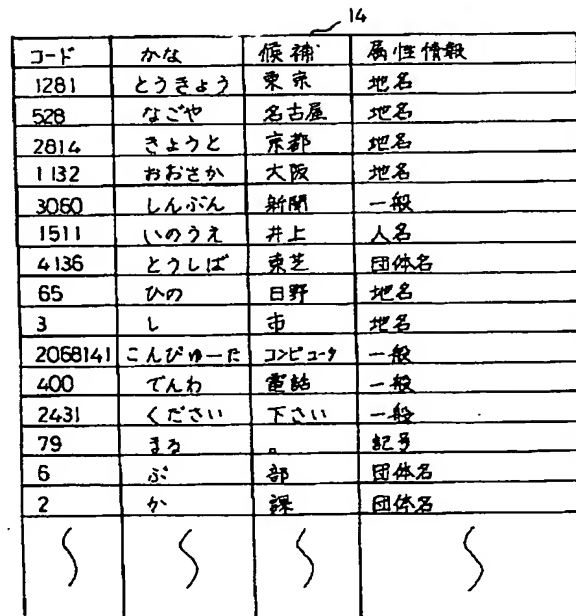 14
コード かな 候補 属性情報
1281 とうきょう 東京 地名
528 なごや 名古屋 地名
2814 きょうと 京都 地名
1132 おおさか 大阪 地名
3060 しんぶん 新聞 一般
1511 いのうえ 井上 人名
4136 とうしば 東芝 団体名
65 ひの 日野 地名
3 し 市 地名
2068141 こんぴゅーた コンピュータ 一般
400 でんわ 電話 一般
2431 ください 下さい 一般
79 まる 。 記号
6 ぶ 部 団体名
2 か 課 団体名